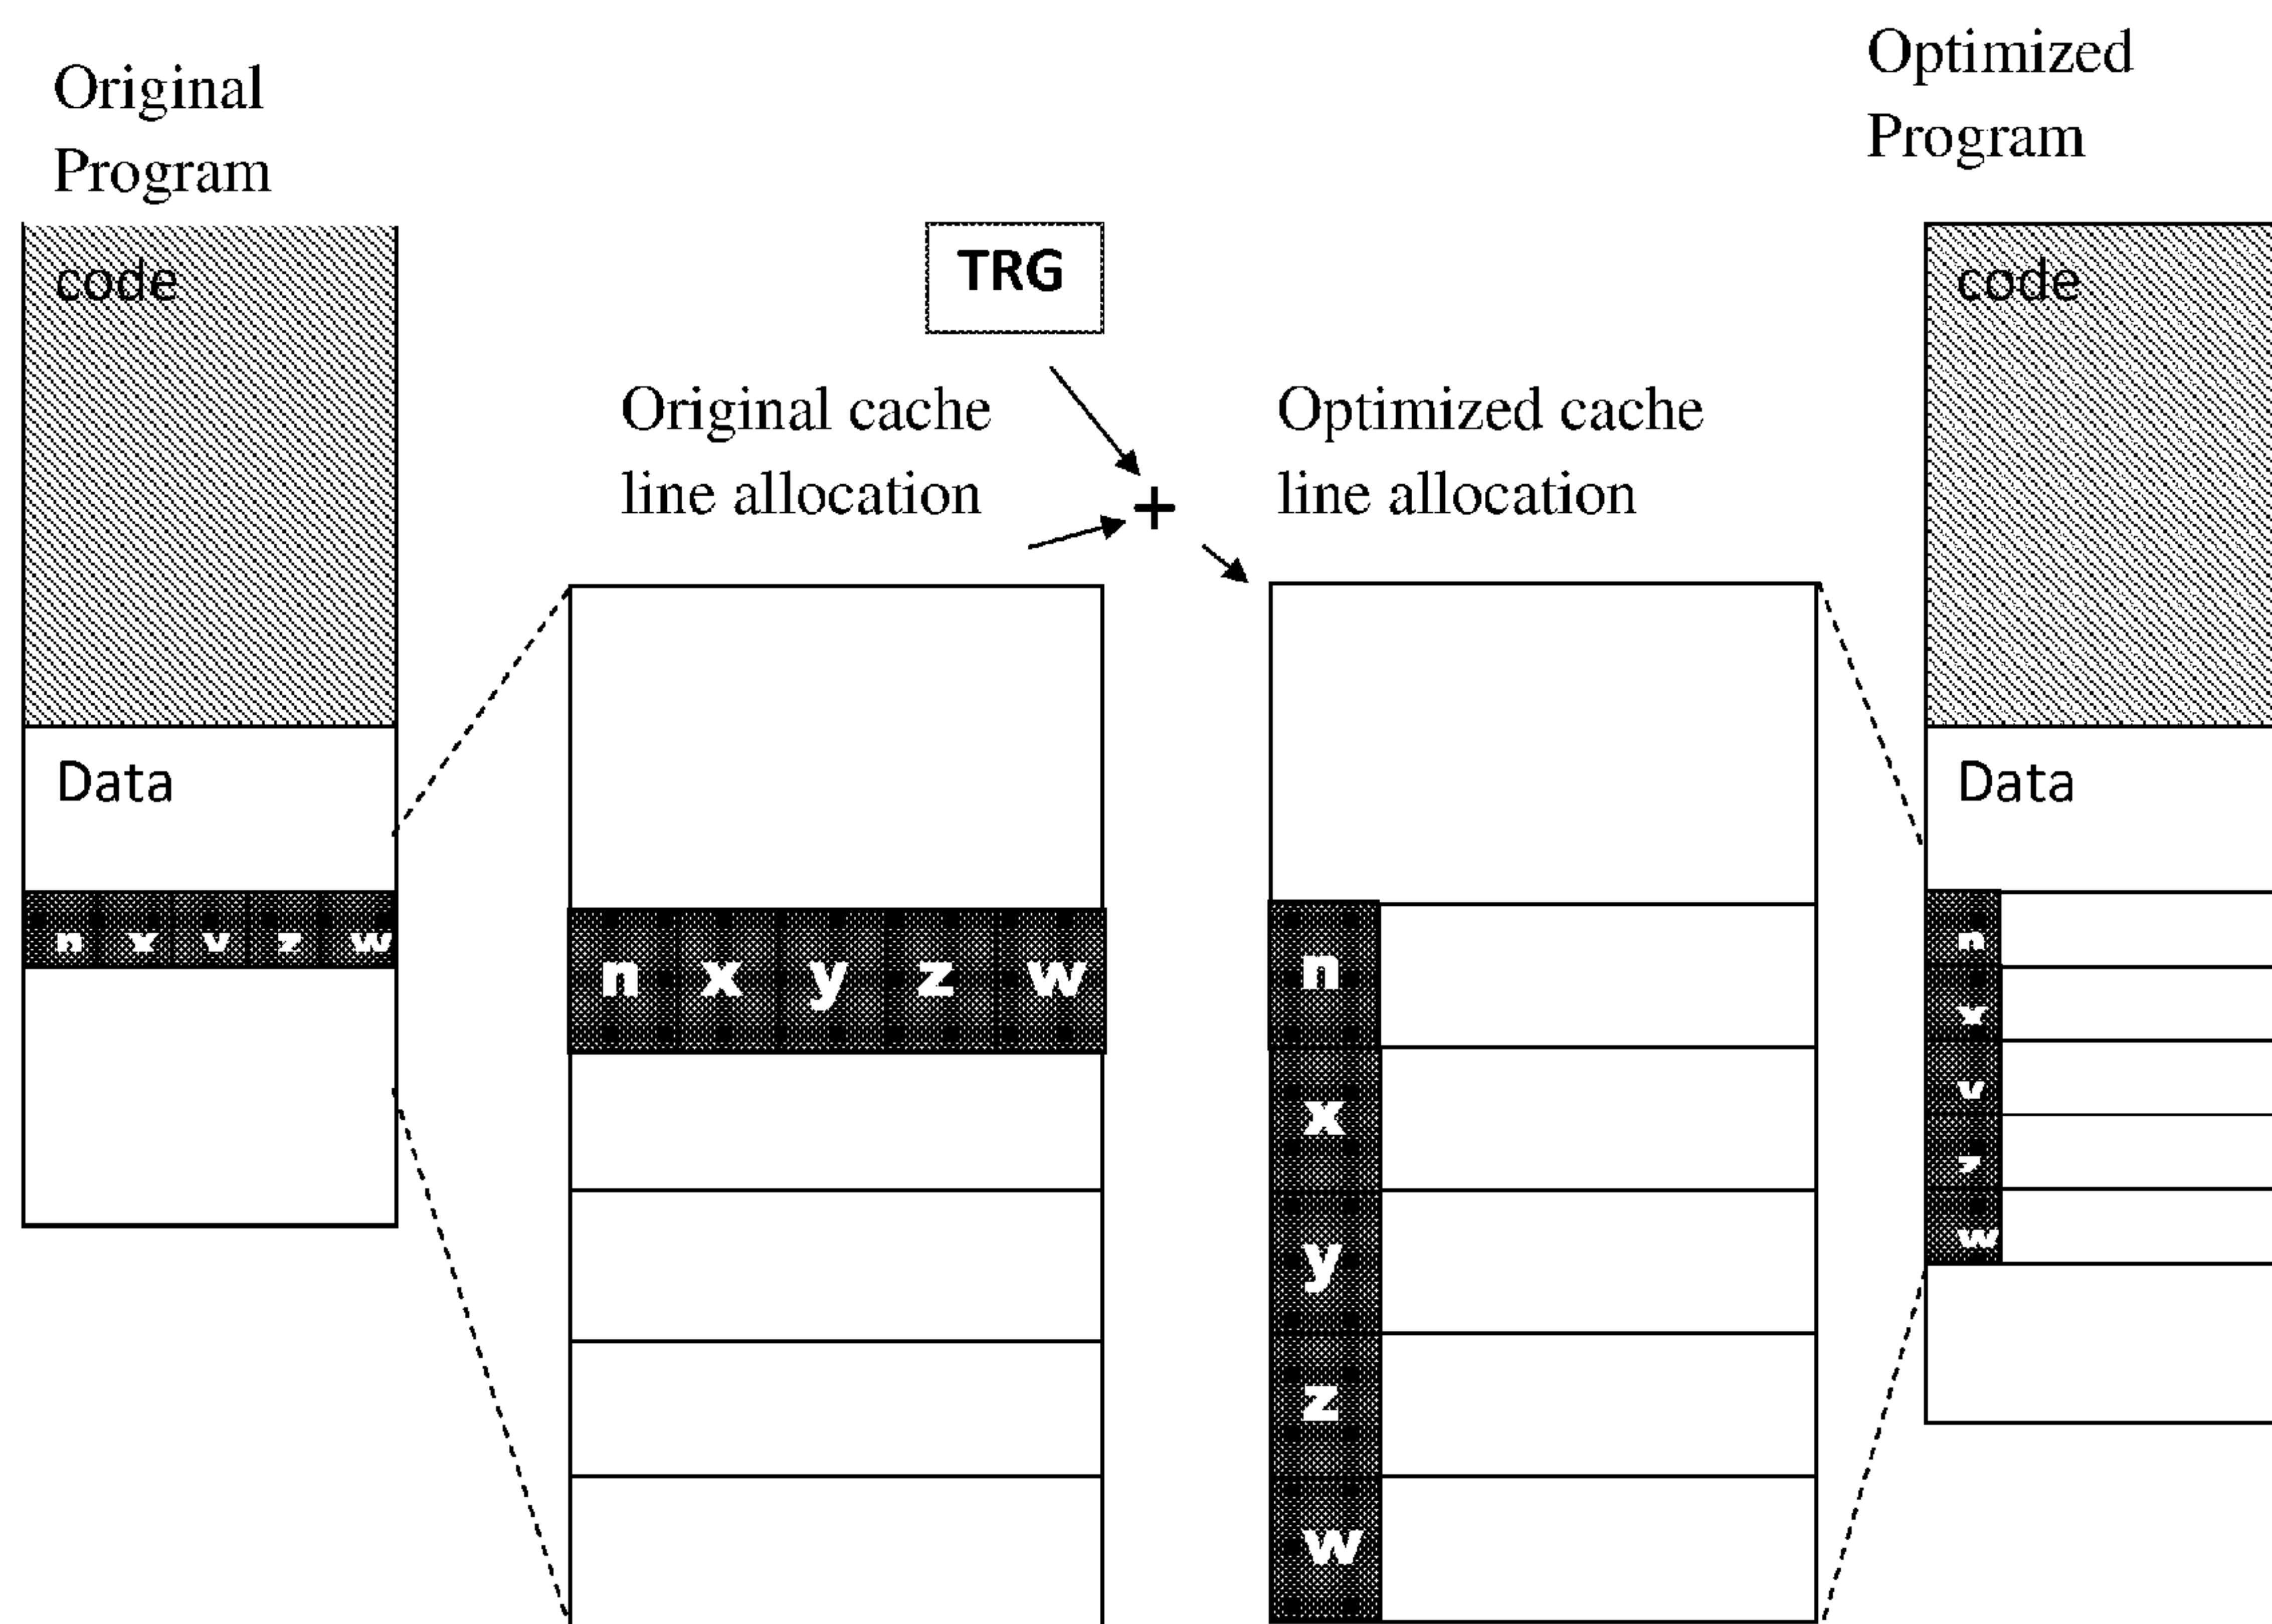 Original
Program
Optimized
Program
code
TRG
code
Original cache
line allocation
+
Optimized cache
line allocation
Data
Data
n x v z w
n x y z w
n
x
y
z
w
n
v
z
w